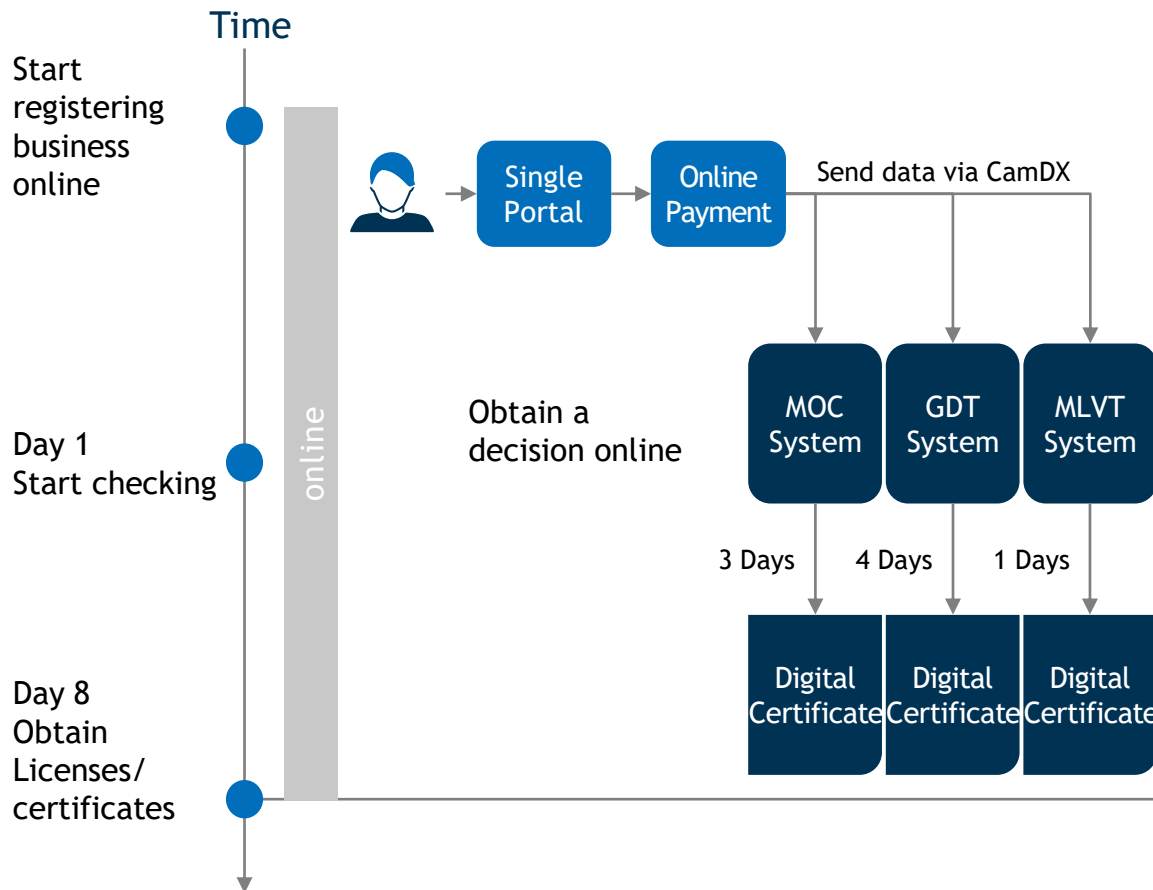 Time
Start
registering
business
online
Single
Portal
Online
Payment
Send data via CamDX
online
MOC
System
GDT
System
MLVT
System
Obtain a
decision online
Day 1
Start checking
3 Days
4 Days
1 Days
Digital
Certificate
Digital
Certificate
Digital
Certificate
Day 8
Obtain
Licenses/
certificates